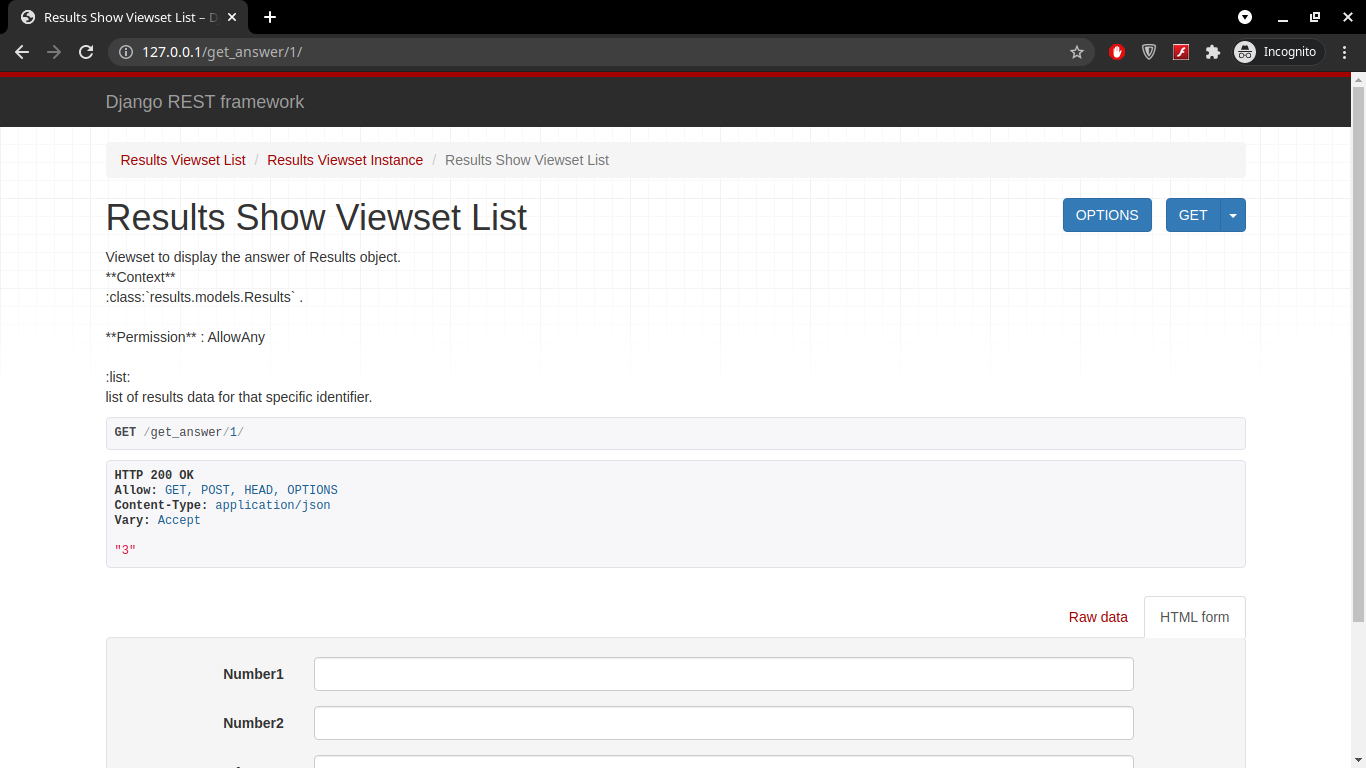 Results Show Viewset List – D
127.0.0.1/get_answer/1/
Incognito
Django REST framework
Results Viewset List / Results Viewset Instance / Results Show Viewset List
Results Show Viewset List
OPTIONS GET
Viewset to display the answer of Results object.
**Context**
:class:`results.models.Results` .
**Permission** : AllowAny
:list:
list of results data for that specific identifier.
GET /get_answer/1/
HTTP 200 OK
Allow: GET, POST, HEAD, OPTIONS
Content-Type: application/json
Vary: Accept
"3"
Raw data HTML form
Number1
Number2